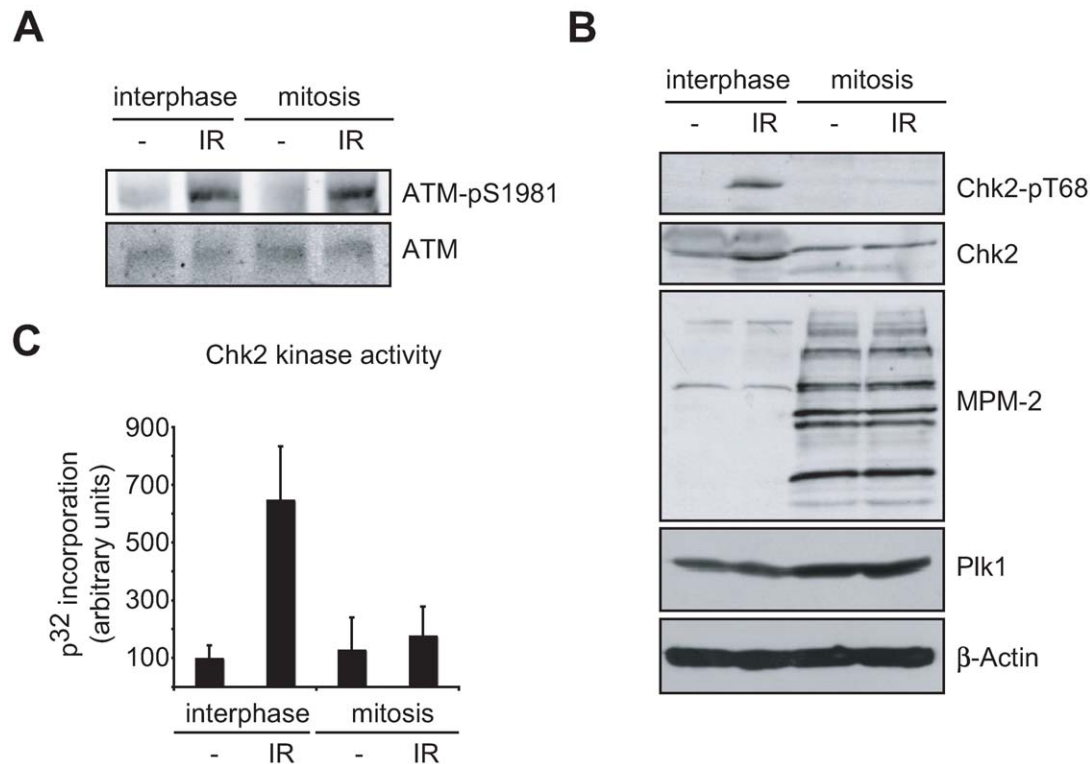 A
interphase mitosis
- IR - IR
ATM-pS1981
ATM
B
interphase mitosis
- IR - IR
Chk2-pT68
Chk2
MPM-2
Plk1
β-Actin
C
Chk2 kinase activity
p32 incorporation
(arbitrary units)
900
700
500
300
100
interphase mitosis
- IR - IR